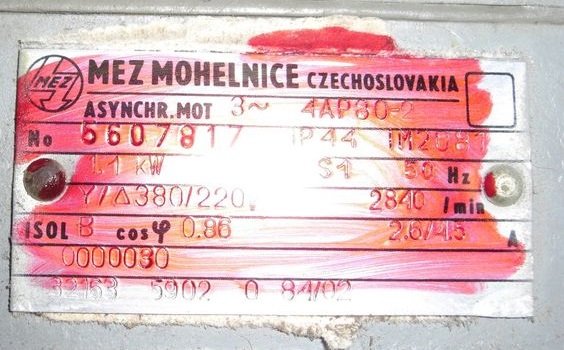 MEZ MEZ MOHELNICE CZECHOSLOVAKIA
ASYNCHR. MOT 3~ 4AP80-2
No 5607817 IP44 IM2081
1.1 kW S1 50 Hz
Y/Δ380/220 2840 /min
ISOL B cos φ 0.86 2.6/4.5 A
0000030
5902 0 84/02